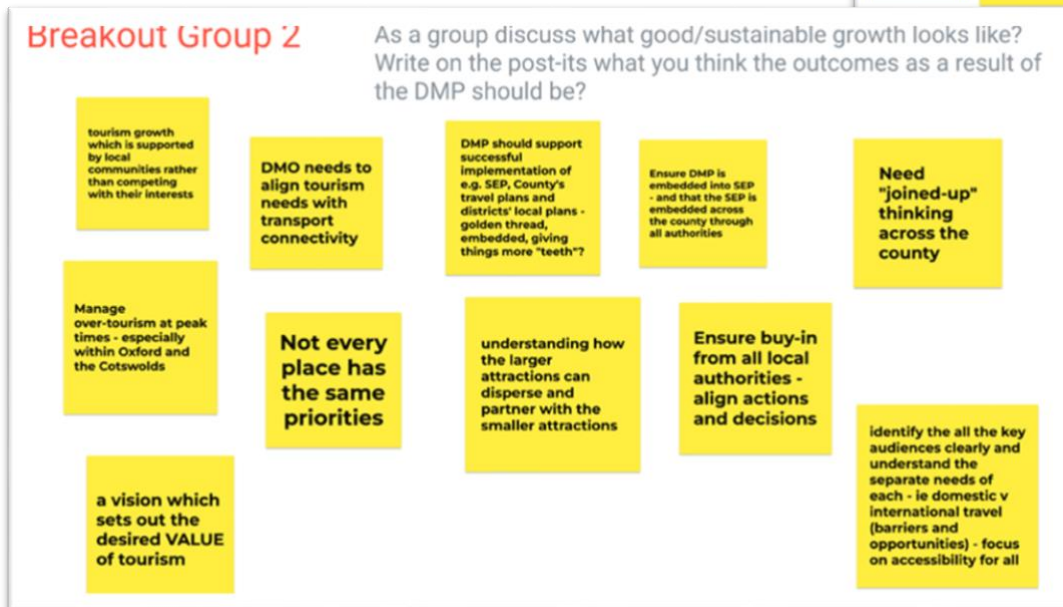 Breakout Group 2
As a group discuss what good/sustainable growth looks like?
Write on the post-its what you think the outcomes as a result of
the DMP should be?
tourism growth
which is supported
by local
communities rather
than competing
with their interests
DMO needs to
align tourism
needs with
transport
connectivity
DMP should support
successful
implementation of
e.g. SEP, County's
travel plans and
districts' local plans -
golden thread,
embedded, giving
things more "teeth"?
Ensure DMP is
embedded into SEP
- and that the SEP is
embedded across
the county through
all authorities
Need
"joined-up"
thinking
across the
county
Manage
over-tourism at peak
times - especially
within Oxford and
the Cotswolds
Not every
place has
the same
priorities
understanding how
the larger
attractions can
disperse and
partner with the
smaller attractions
Ensure buy-in
from all local
authorities -
align actions
and decisions
identify the all the key
audiences clearly and
understand the
separate needs of
each - ie domestic v
international travel
(barriers and
opportunities) - focus
on accessibility for all
a vision which
sets out the
desired VALUE
of tourism